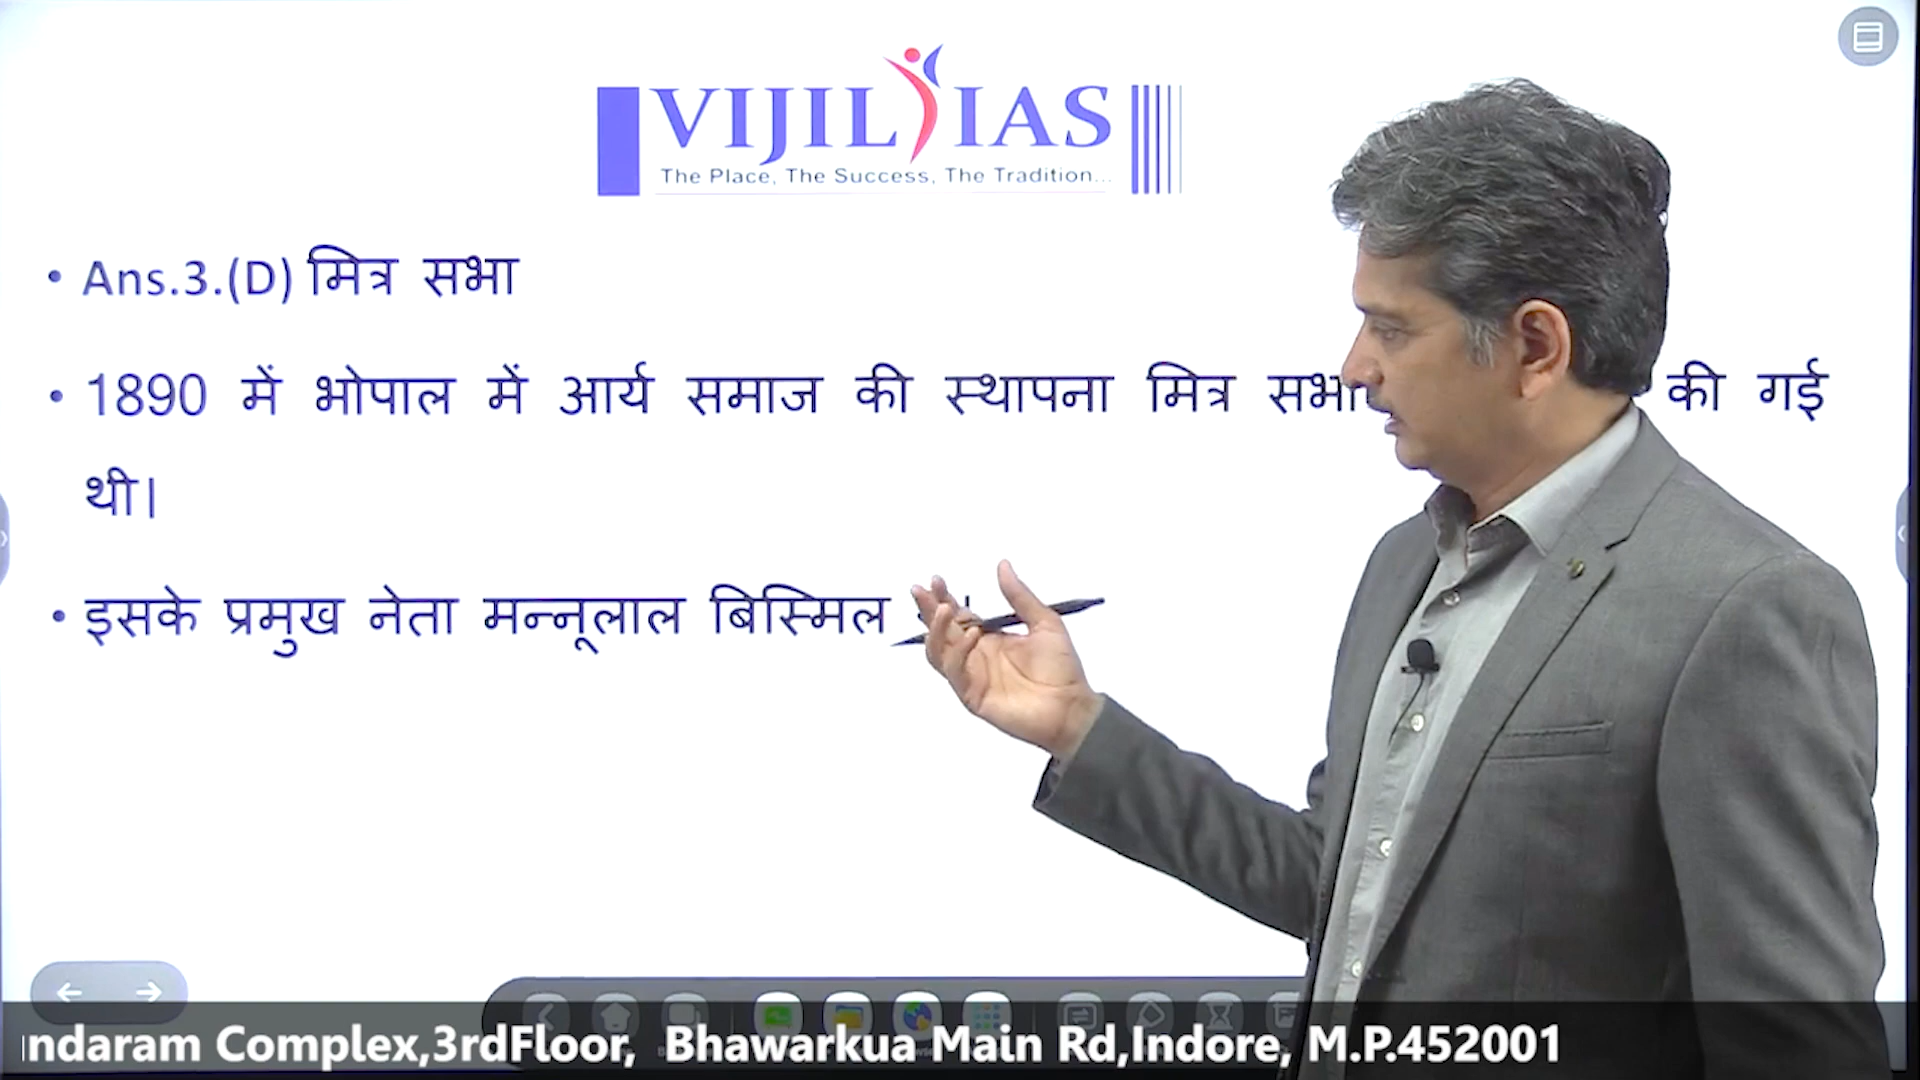 VIJIL IAS
The Place, The Success, The Tradition...
• Ans.3.(D) मित्र सभा
• 1890 में भोपाल में आर्य समाज की स्थापना मित्र सभा की गई
थी।
• इसके प्रमुख नेता मन्नूलाल बिस्मिल
ndaram Complex,3rdFloor, Bhawarkua Main Rd,Indore, M.P.452001